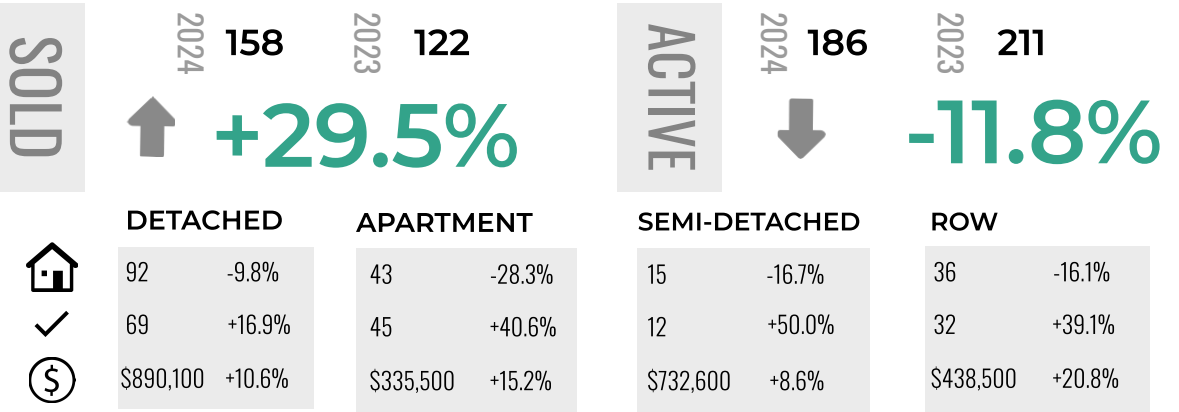 SOLD
2024 158 2023 122
+29.5%
ACTIVE
2024 186 2023 211
-11.8%
DETACHED
92 -9.8%
69 +16.9%
$890,100 +10.6%
APARTMENT
43 -28.3%
45 +40.6%
$335,500 +15.2%
SEMI-DETACHED
15 -16.7%
12 +50.0%
$732,600 +8.6%
ROW
36 -16.1%
32 +39.1%
$438,500 +20.8%
$